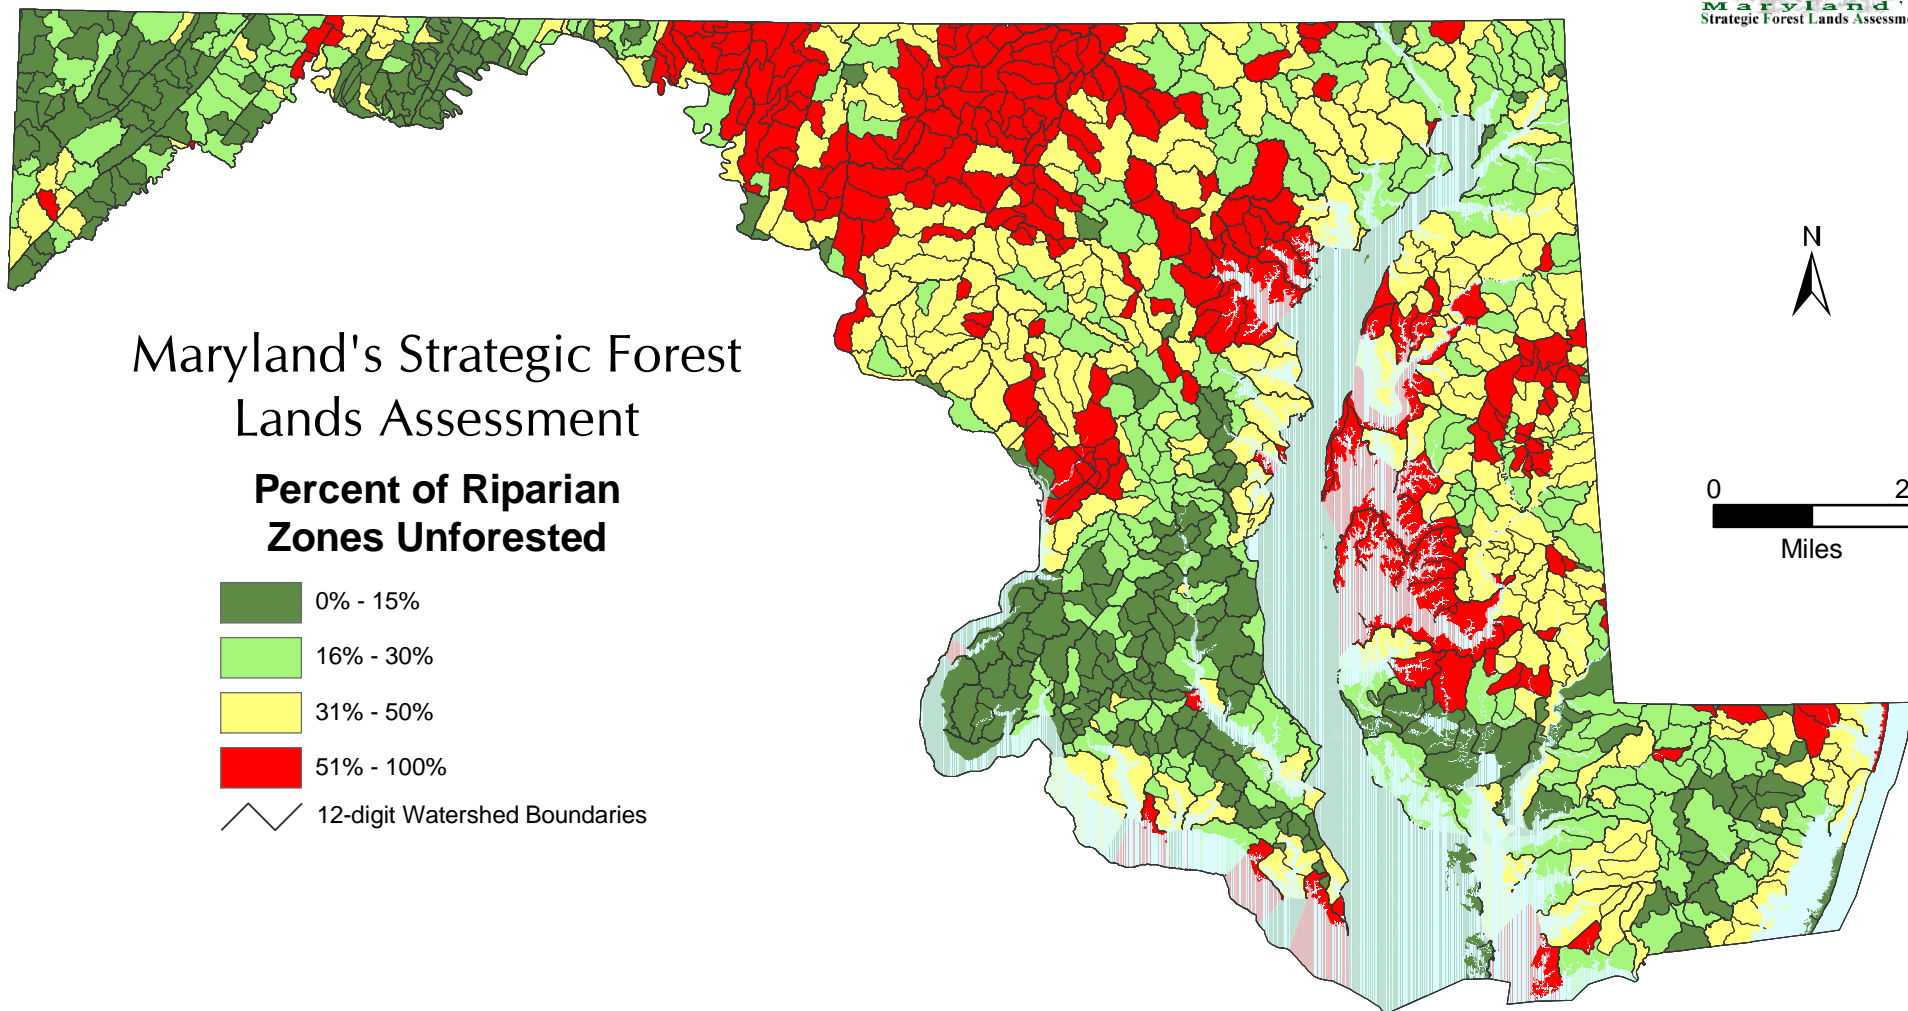 Maryland'
Strategic Forest Lands Assessm
N
Maryland's Strategic Forest
Lands Assessment
Percent of Riparian
Zones Unforested
0 2
Miles
0% - 15%
16% - 30%
31% - 50%
51% - 100%
12-digit Watershed Boundaries